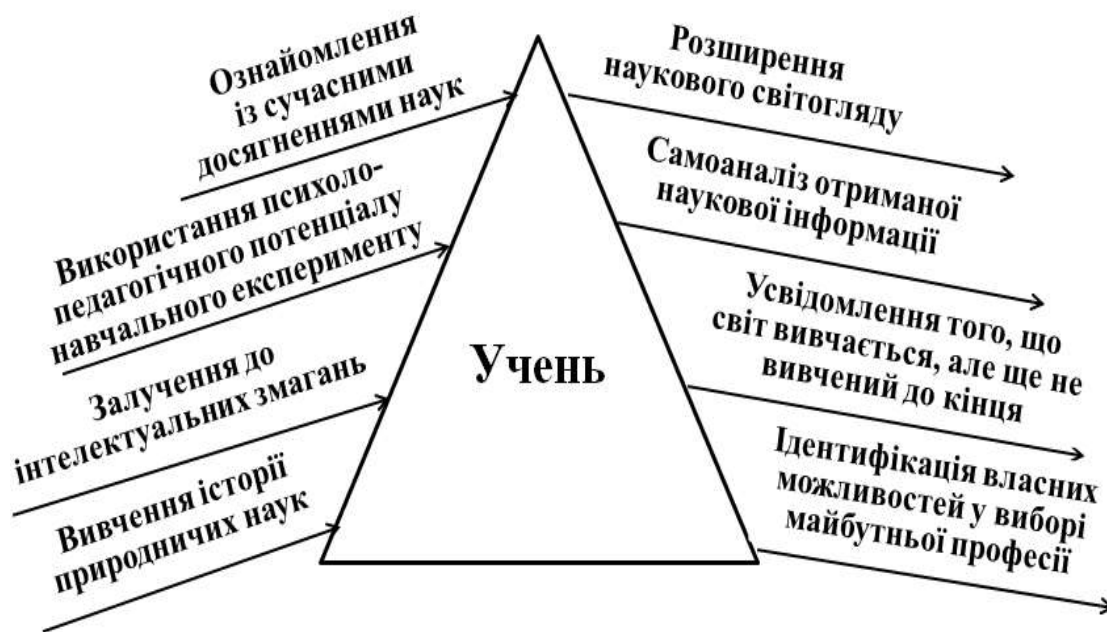 Ознайомлення
із сучасними
досягненнями наук
Використання психоло-
педагогічного потенціалу
навчального експерименту
Залучення до
інтелектуальних змагань
Вивчення історії
природничих наук
Учень
Розширення
наукового світогляду
Самоаналіз отриманої
наукової інформації
Усвідомлення того, що
світ вивчається, але ще не
вивчений до кінця
Ідентифікація власних
можливостей у виборі
майбутньої професії